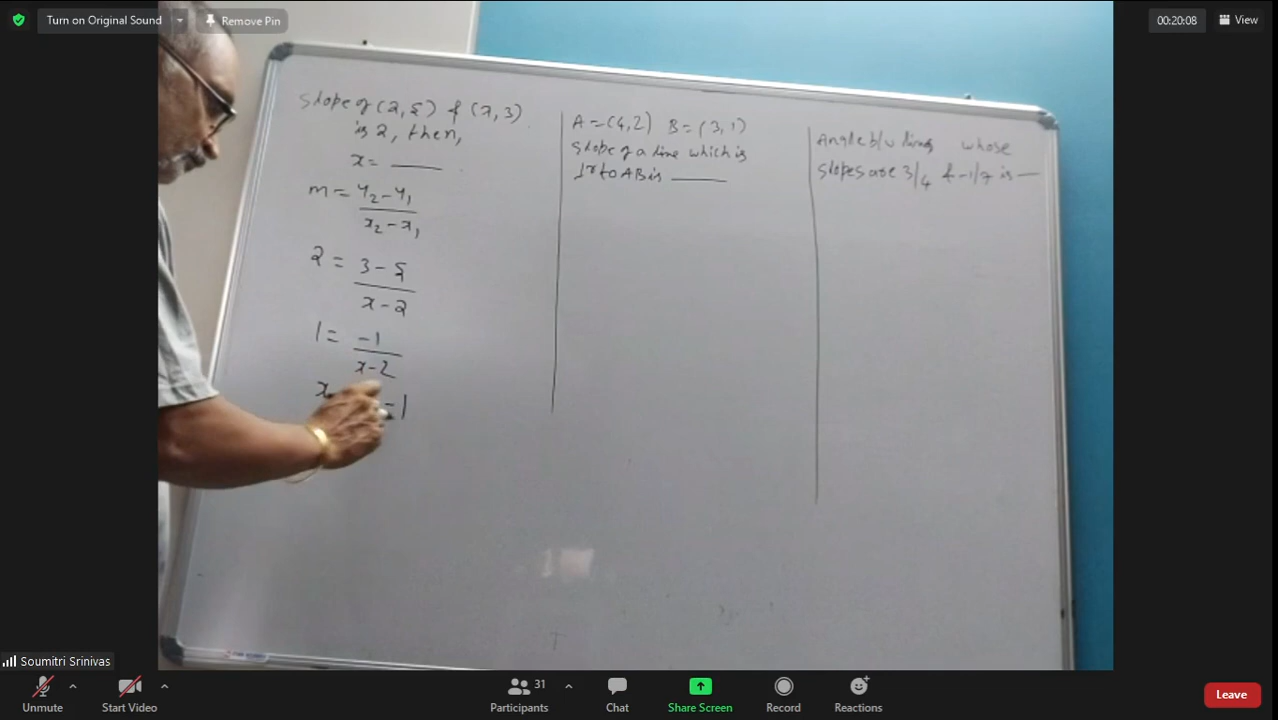 Turn on Original Sound
Remove Pin
00:20:08
View
Slope of (2,5) & (x,3)
is 2, then,
x = ____
m = y2-y1
x2-x1
2 = 3-5
x-2
1 = -1
x-2
x
=1
A=(4,2) B=(3,1)
Slope of a line which is
⊥r to AB is ____
Angle b/w lines whose
slopes are 3/4 & -1/7 is __
Soumitri Srinivas
Unmute
Start Video
Participants
31
Chat
Share Screen
Record
Reactions
Leave